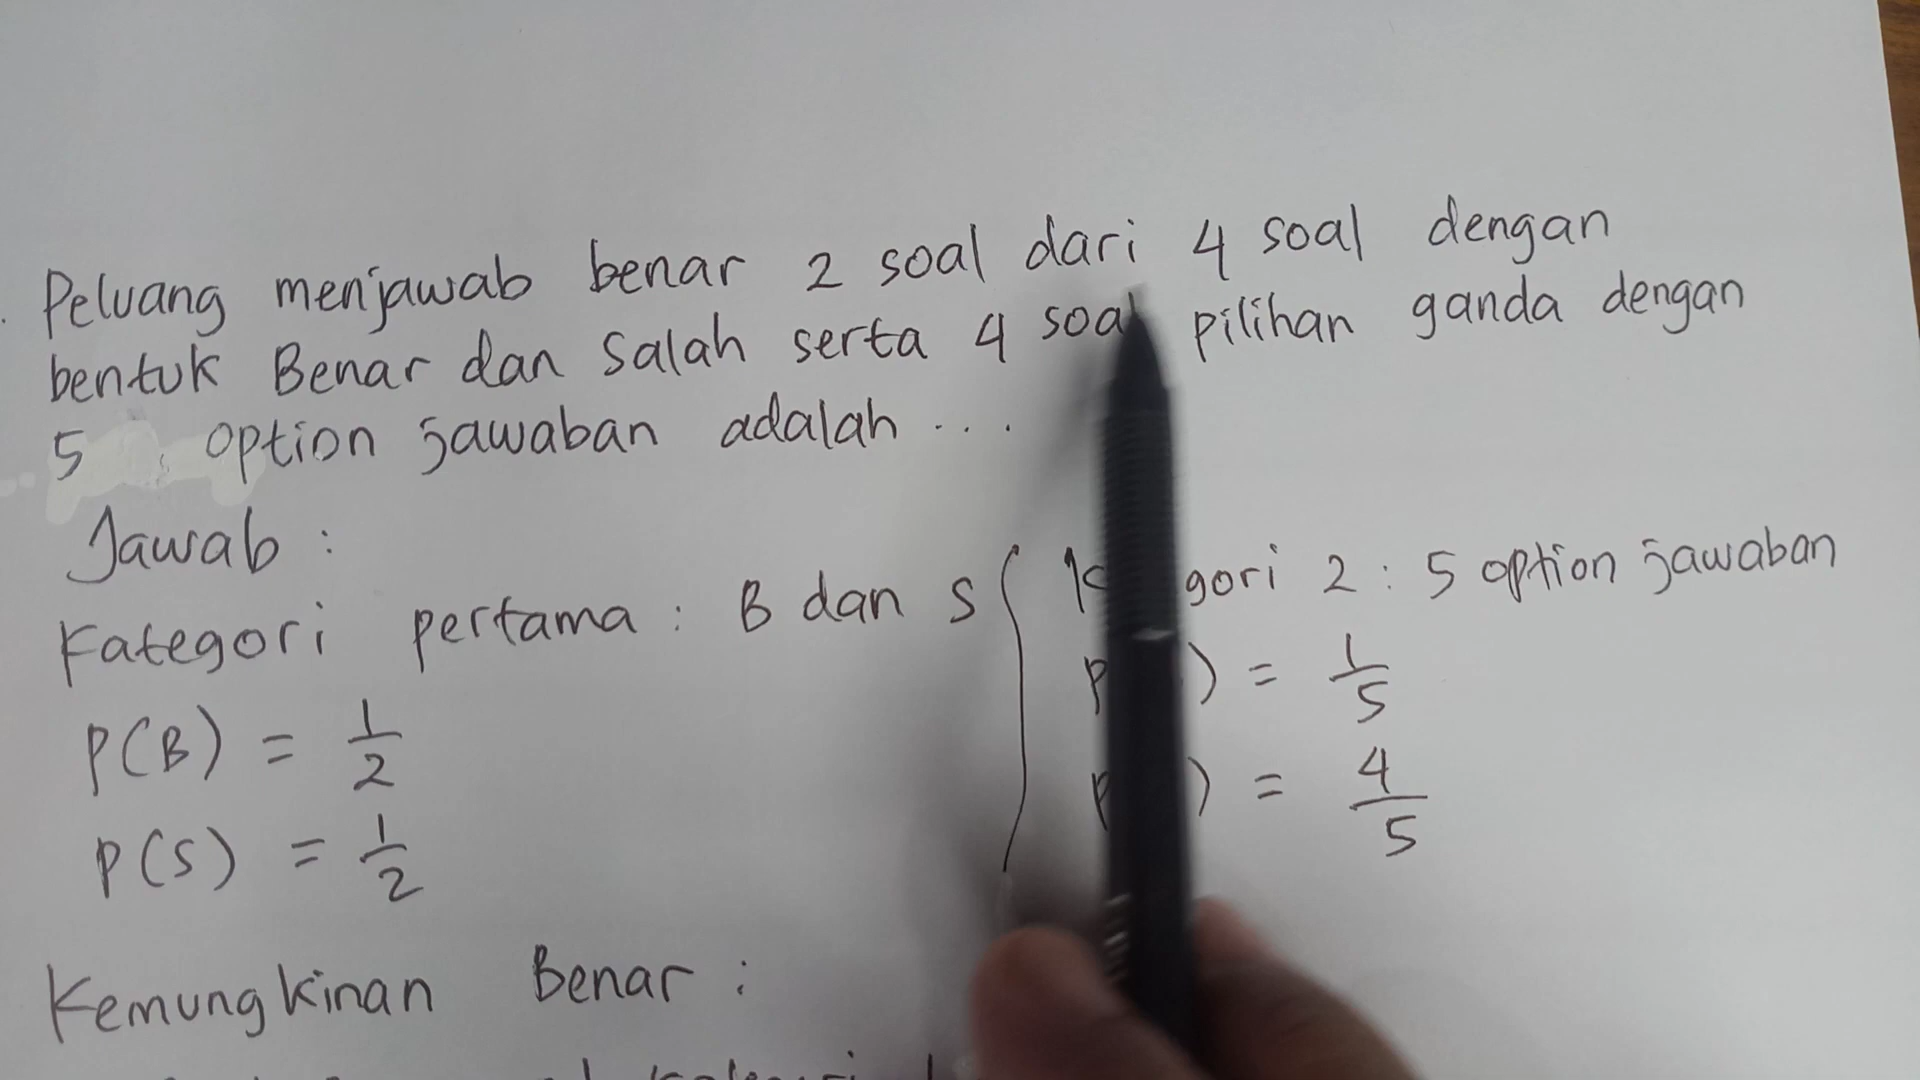 Peluang menjawab benar 2 soal dari 4 soal dengan
bentuk Benar dan Salah serta 4 soal pilihan ganda dengan
5 option jawaban adalah ...
Jawab :
Kategori pertama : B dan S
P(B) = 1/2
P(S) = 1/2
gori 2 : 5 option jawaban
P ) = 1/5
P ) = 4/5
Kemungkinan Benar :